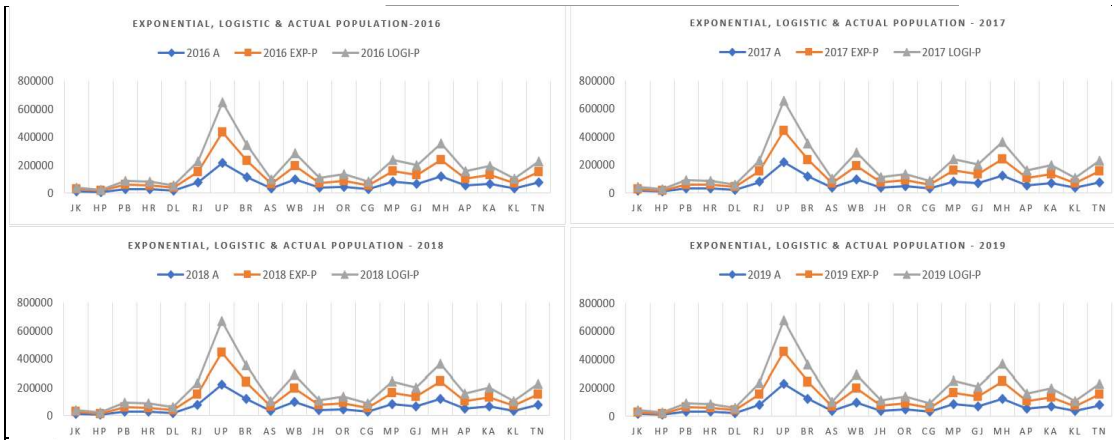 EXPONENTIAL, LOGISTIC & ACTUAL POPULATION-2016
2016 A 2016 EXP-P 2016 LOGI-P
800000
600000
400000
200000
0
JK HP PB HR DL RJ UP BR AS WB JH OR CG MP GJ MH AP KA KL TN
EXPONENTIAL, LOGISTIC & ACTUAL POPULATION - 2017
2017 A 2017 EXP-P 2017 LOGI-P
800000
600000
400000
200000
0
JK HP PB HR DL RJ UP BR AS WB JH OR CG MP GJ MH AP KA KL TN
EXPONENTIAL, LOGISTIC & ACTUAL POPULATION - 2018
2018 A 2018 EXP-P 2018 LOGI-P
800000
600000
400000
200000
0
JK HP PB HR DL RJ UP BR AS WB JH OR CG MP GJ MH AP KA KL TN
EXPONENTIAL, LOGISTIC & ACTUAL POPULATION - 2019
2019 A 2019 EXP-P 2019 LOGI-P
800000
600000
400000
200000
0
JK HP PB HR DL RJ UP BR AS WB JH OR CG MP GJ MH AP KA KL TN